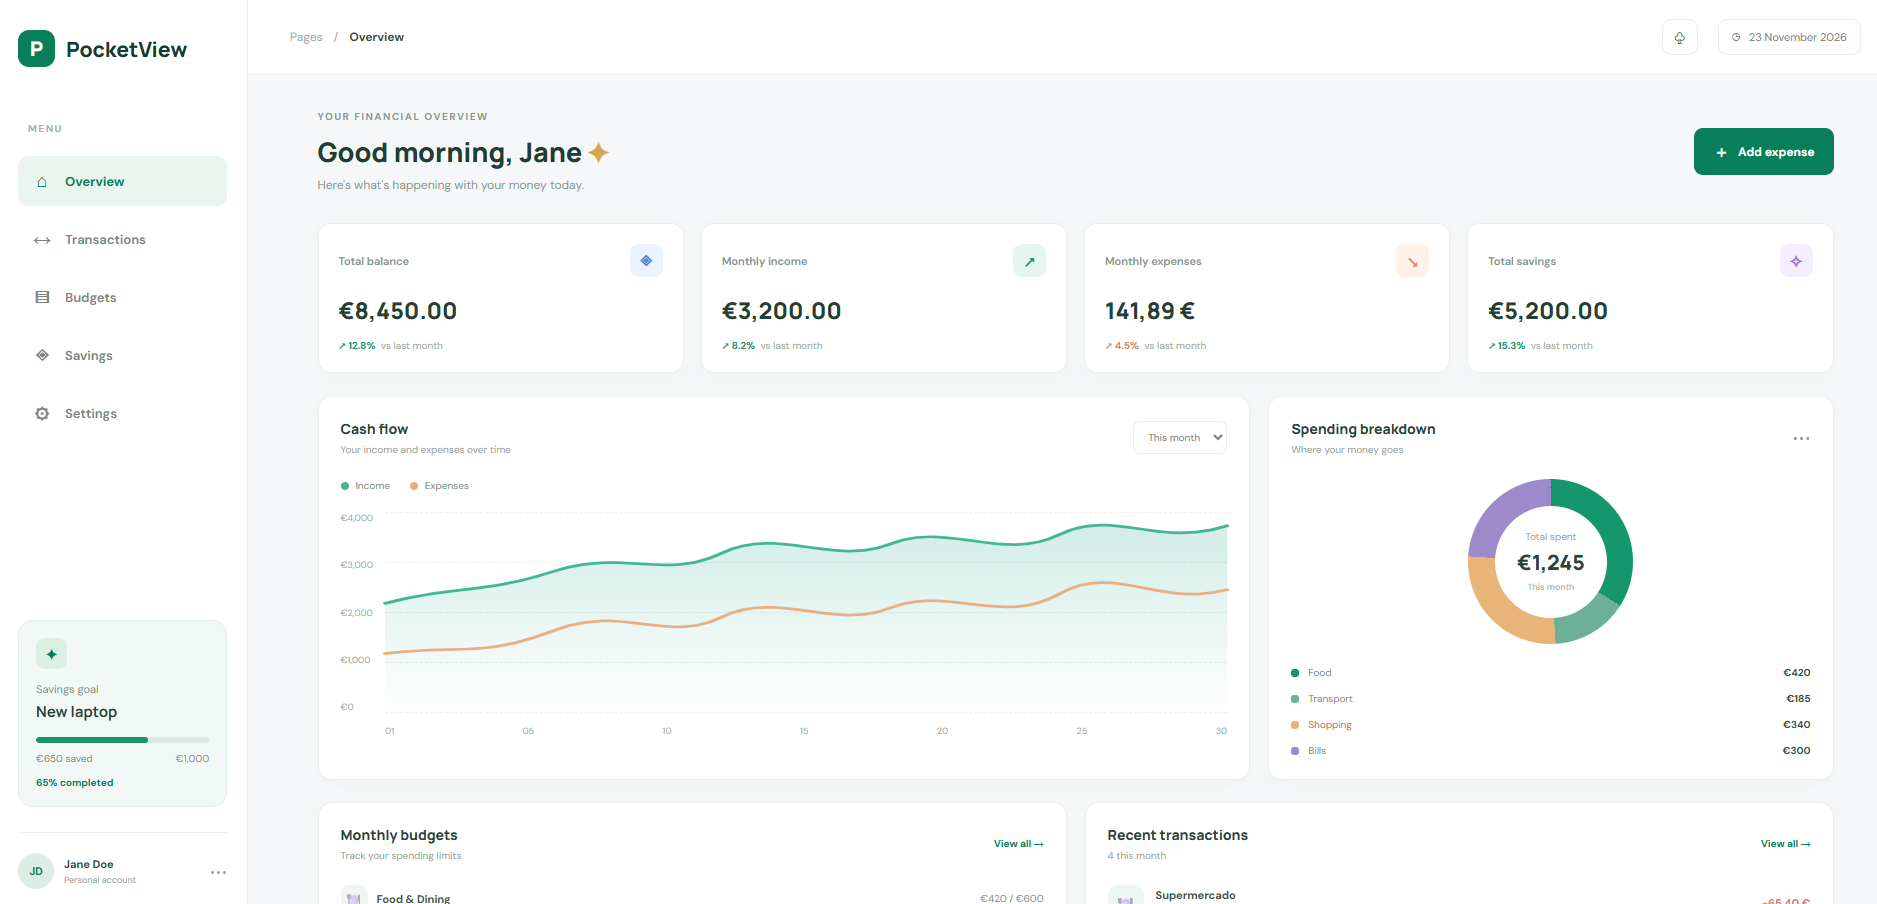 P PocketView
Pages / Overview
23 November 2026
MENU
Overview
Transactions
Budgets
Savings
Settings
Savings goal
New laptop
€650 saved €1,000
65% completed
JD
Jane Doe
Personal account
YOUR FINANCIAL OVERVIEW
Good morning, Jane
Here's what's happening with your money today.
+ Add expense
Total balance
€8,450.00
↗ 12.8% vs last month
Monthly income
€3,200.00
↗ 8.2% vs last month
Monthly expenses
141,89 €
↗ 4.5% vs last month
Total savings
€5,200.00
↗ 15.3% vs last month
Cash flow
Your income and expenses over time
This month
Income Expenses
€4,000
€3,000
€2,000
€1,000
€0
01 05 10 15 20 25 30
Spending breakdown
Where your money goes
Total spent
€1,245
This month
Food €420
Transport €185
Shopping €340
Bills €300
Monthly budgets
Track your spending limits
View all →
Food & Dining €420 / €600
Recent transactions
4 this month
View all →
Supermercado
-65,40 €